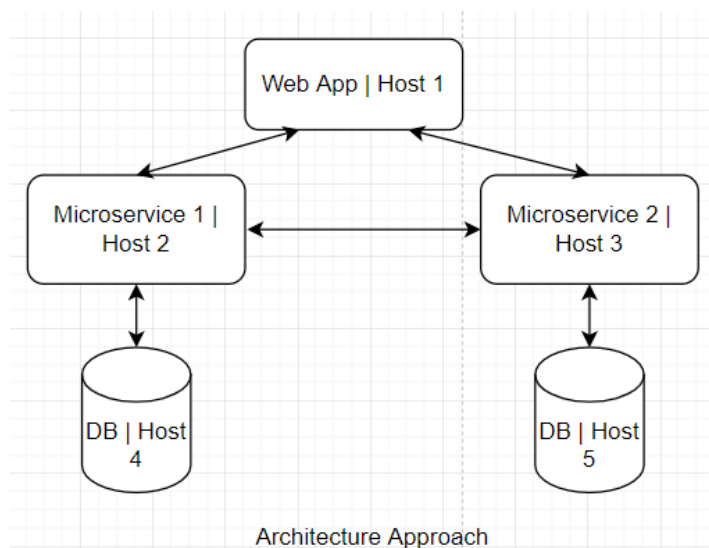 Web App | Host 1
Microservice 1 |
Host 2
Microservice 2 |
Host 3
DB | Host
4
DB | Host
5
Architecture Approach